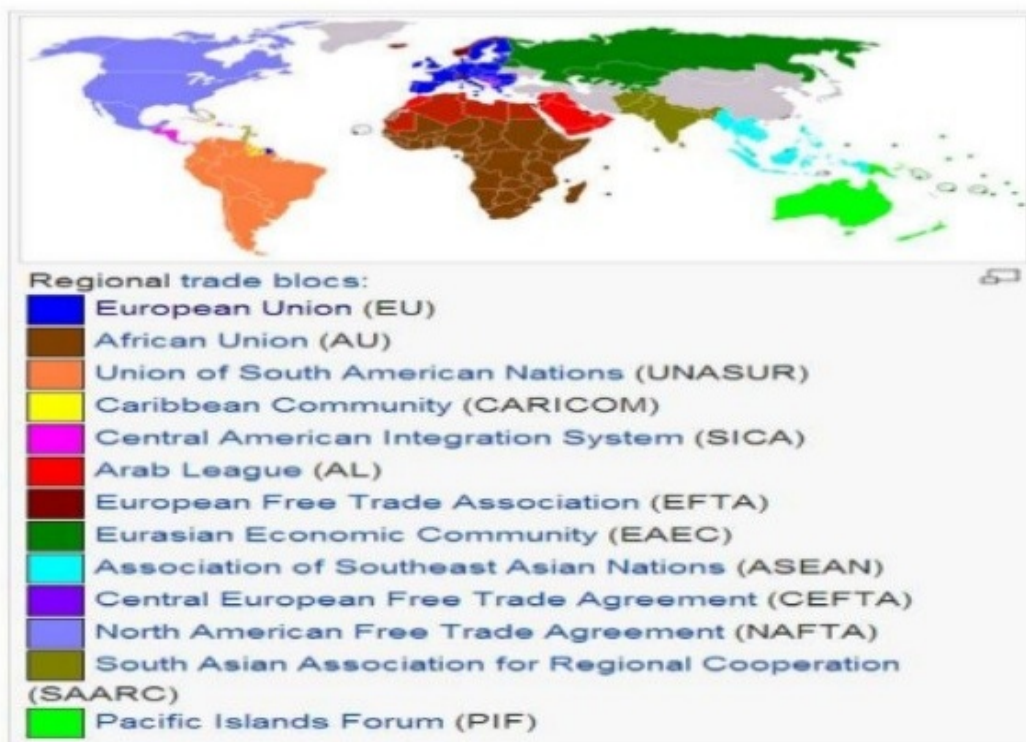 Regional trade blocs:
European Union (EU)
African Union (AU)
Union of South American Nations (UNASUR)
Caribbean Community (CARICOM)
Central American Integration System (SICA)
Arab League (AL)
European Free Trade Association (EFTA)
Eurasian Economic Community (EAEC)
Association of Southeast Asian Nations (ASEAN)
Central European Free Trade Agreement (CEFTA)
North American Free Trade Agreement (NAFTA)
South Asian Association for Regional Cooperation
(SAARC)
Pacific Islands Forum (PIF)